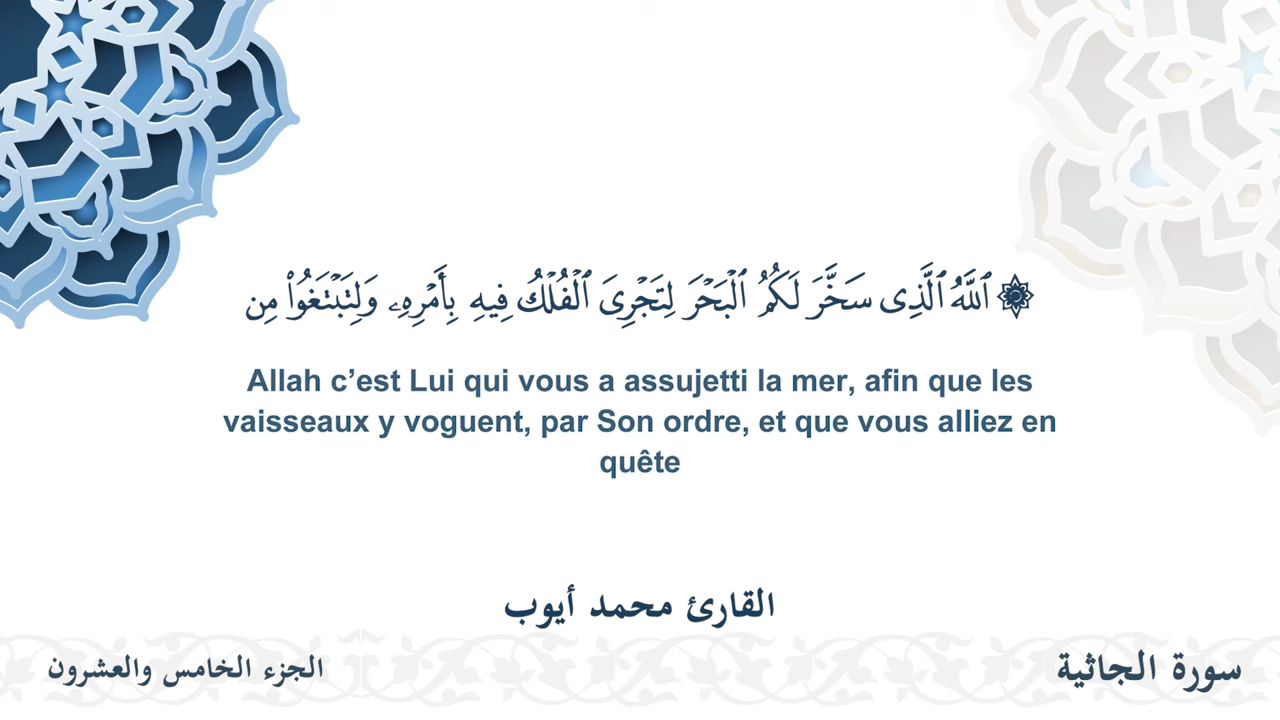 ۞ ٱللَّهُ ٱلَّذِى سَخَّرَ لَكُمُ ٱلْبَحْرَ لِتَجْرِىَ ٱلْفُلْكُ فِيهِ بِأَمْرِهِۦ وَلِتَبْتَغُوا۟ مِن
Allah c’est Lui qui vous a assujetti la mer, afin que les
vaisseaux y voguent, par Son ordre, et que vous alliez en
quête
القارئ محمد أيوب
سورة الجاثية
الجزء الخامس والعشرون